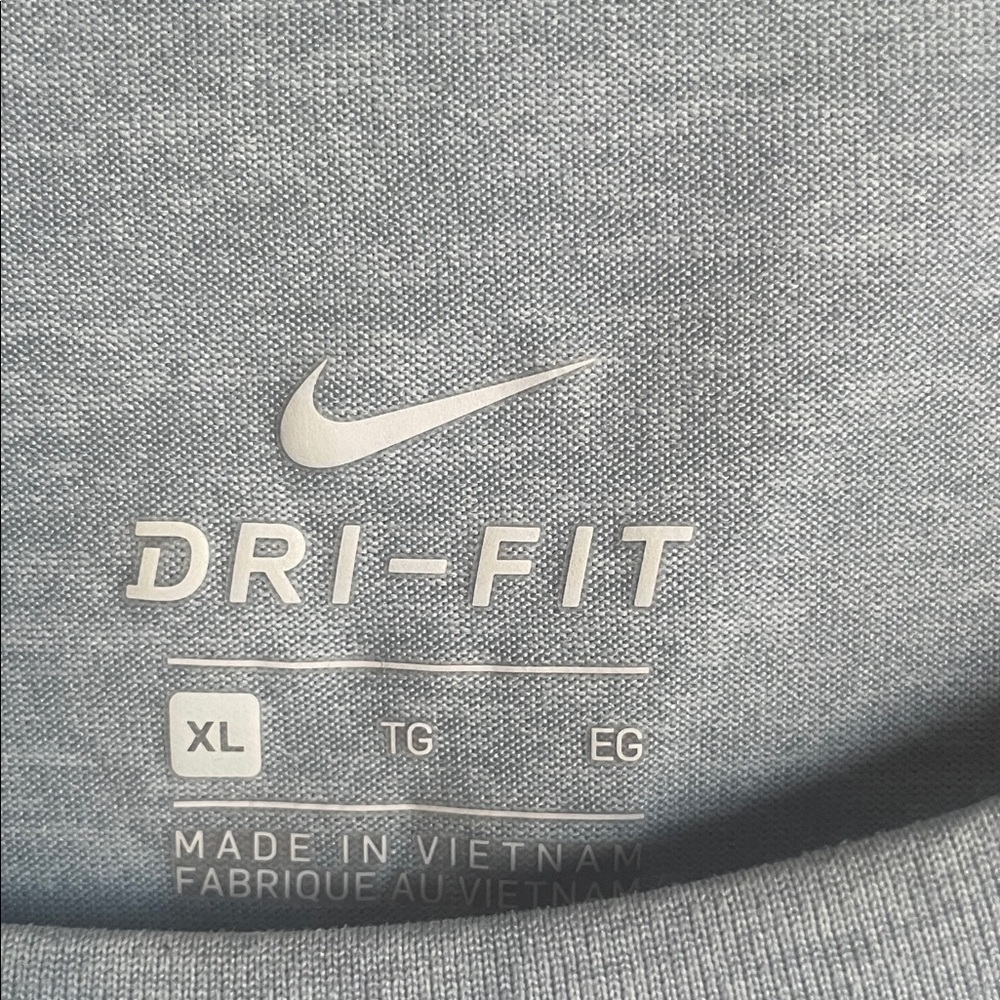 DRI-FIT
XL TG EG
MADE IN VIETNAM
FABRIQUE AU VIETNAM